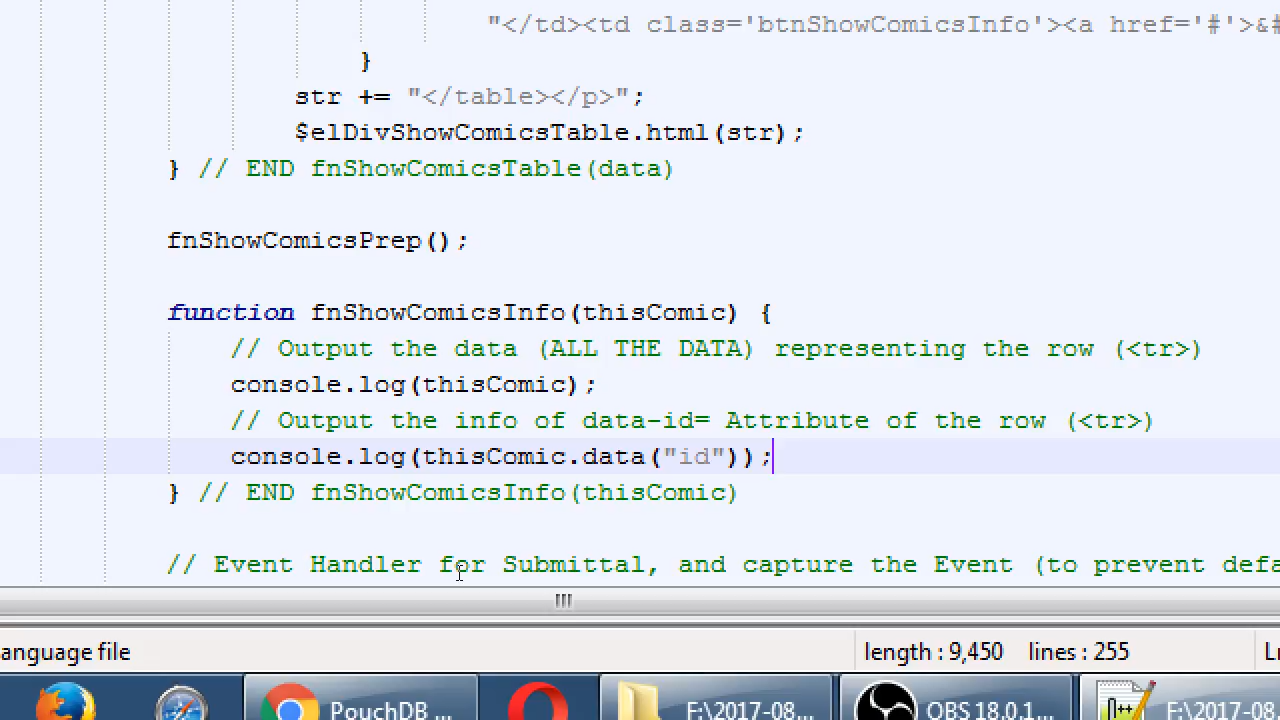 "</td><td class='btnShowComicsInfo'><a href='#'>&#
}
str += "</table></p>";
$elDivShowComicsTable.html(str);
} // END fnShowComicsTable(data)
fnShowComicsPrep();
function fnShowComicsInfo(thisComic) {
// Output the data (ALL THE DATA) representing the row (<tr>)
console.log(thisComic);
// Output the info of data-id= Attribute of the row (<tr>)
console.log(thisComic.data("id"));
} // END fnShowComicsInfo(thisComic)
// Event Handler for Submittal, and capture the Event (to prevent defa
anguage file length : 9,450 lines : 255 L
PouchDB ... F:\2017-08... OBS 18.0.1... F:\2017-08